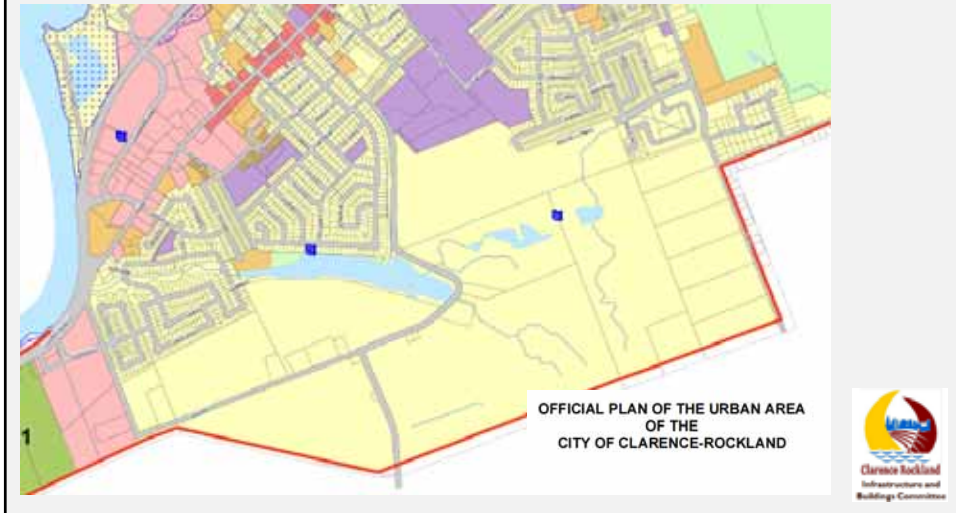 1
OFFICIAL PLAN OF THE URBAN AREA
OF THE
CITY OF CLARENCE-ROCKLAND
Clarence Rockland
Infrastructure and
Buildings Committee